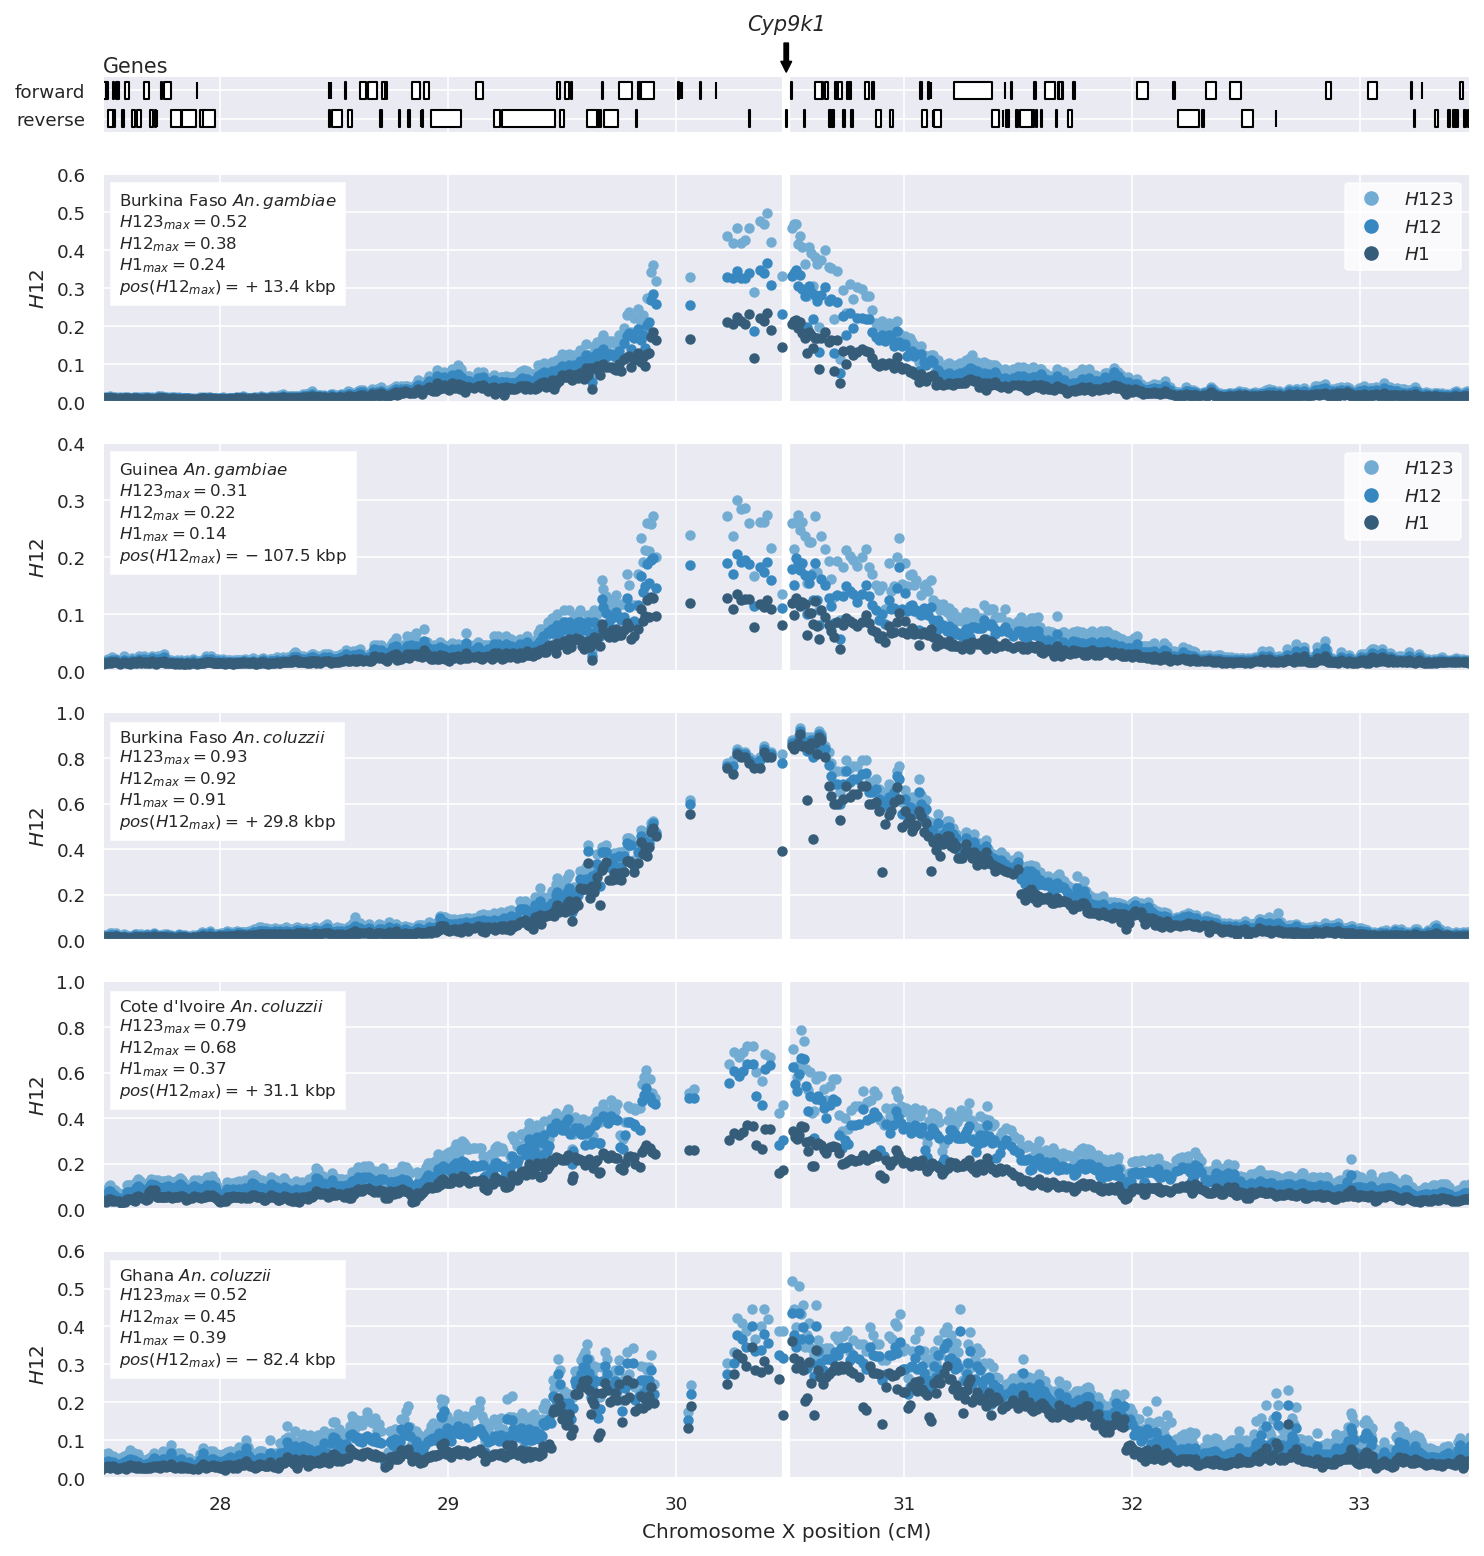 Cyp9k1
Genes
forward
reverse
0.6
0.5
0.4
0.3
0.2
0.1
0.0
H12
Burkina Faso An. gambiae
H123max = 0.52
H12max = 0.38
H1max = 0.24
pos(H12max) = + 13.4 kbp
H123
H12
H1
0.4
0.3
0.2
0.1
0.0
H12
Guinea An. gambiae
H123max = 0.31
H12max = 0.22
H1max = 0.14
pos(H12max) = − 107.5 kbp
H123
H12
H1
1.0
0.8
0.6
0.4
0.2
0.0
H12
Burkina Faso An. coluzzii
H123max = 0.93
H12max = 0.92
H1max = 0.91
pos(H12max) = + 29.8 kbp
1.0
0.8
0.6
0.4
0.2
0.0
H12
Cote d'Ivoire An. coluzzii
H123max = 0.79
H12max = 0.68
H1max = 0.37
pos(H12max) = + 31.1 kbp
0.6
0.5
0.4
0.3
0.2
0.1
0.0
H12
Ghana An. coluzzii
H123max = 0.52
H12max = 0.45
H1max = 0.39
pos(H12max) = − 82.4 kbp
28 29 30 31 32 33
Chromosome X position (cM)